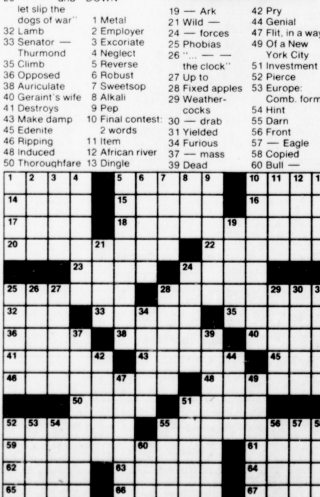 let slip the
dogs of war"
32 Lamb
33 Senator —
Thurmond
35 Climb
36 Opposed
38 Auriculate
40 Geraint's wife
41 Destroys
43 Make damp
45 Edenite
46 Ripping
48 Induced
50 Thoroughfare
DOWN
1 Metal
2 Employer
3 Excoriate
4 Neglect
5 Reverse
6 Robust
7 Sweetsop
8 Alkali
9 Pep
10 Final contest:
2 words
11 Item
12 African river
13 Dingle
19 — Ark
21 Wild —
24 — forces
25 Phobias
26 "... — —
the clock"
27 Up to
28 Fixed apples
29 Weather-
cocks
30 — drab
31 Yielded
34 Furious
37 — mass
39 Dead
42 Pry
44 Genial
47 Flit, in a way
49 Of a New
York City
51 Investment
52 Pierce
53 Europe:
Comb. form
54 Hint
55 Darn
56 Front
57 — Eagle
58 Copied
60 Bull —
1 2 3 4 5 6 7 8 9 10 11 12
14 15 16
17 18 19
20 21 22
23 24
25 26 27 28 29 30
32 33 34 35
36 37 38 39 40
41 42 43 44 45
46 47 48 49
50 51
52 53 54 55 56 57
59 60 61
62 63 64
65 66 67